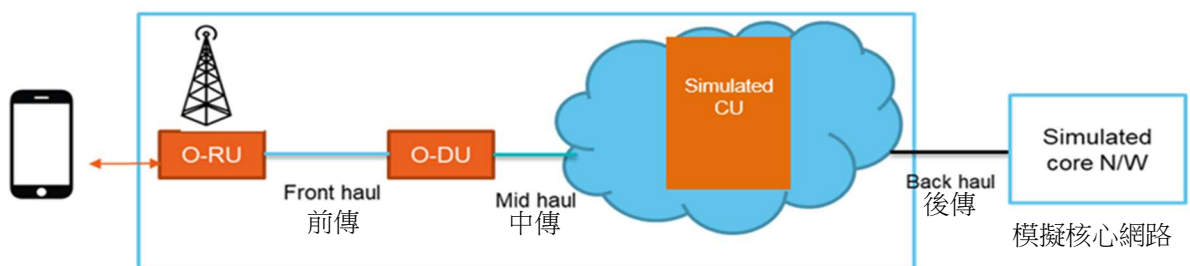 O-RU
Front haul
前傳
O-DU
Mid haul
中傳
Simulated
CU
Back haul
後傳
Simulated
core N/W
模擬核心網路